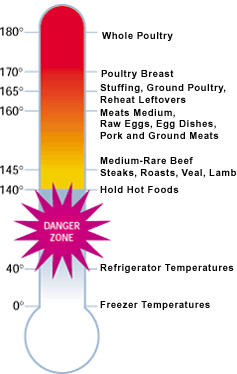 180° Whole Poultry
170° Poultry Breast
165° Stuffing, Ground Poultry,
Reheat Leftovers
160° Meats Medium,
Raw Eggs, Egg Dishes,
Pork and Ground Meats
Medium-Rare Beef
145° Steaks, Roasts, Veal, Lamb
140° Hold Hot Foods
DANGER
ZONE
40° Refrigerator Temperatures
0° Freezer Temperatures